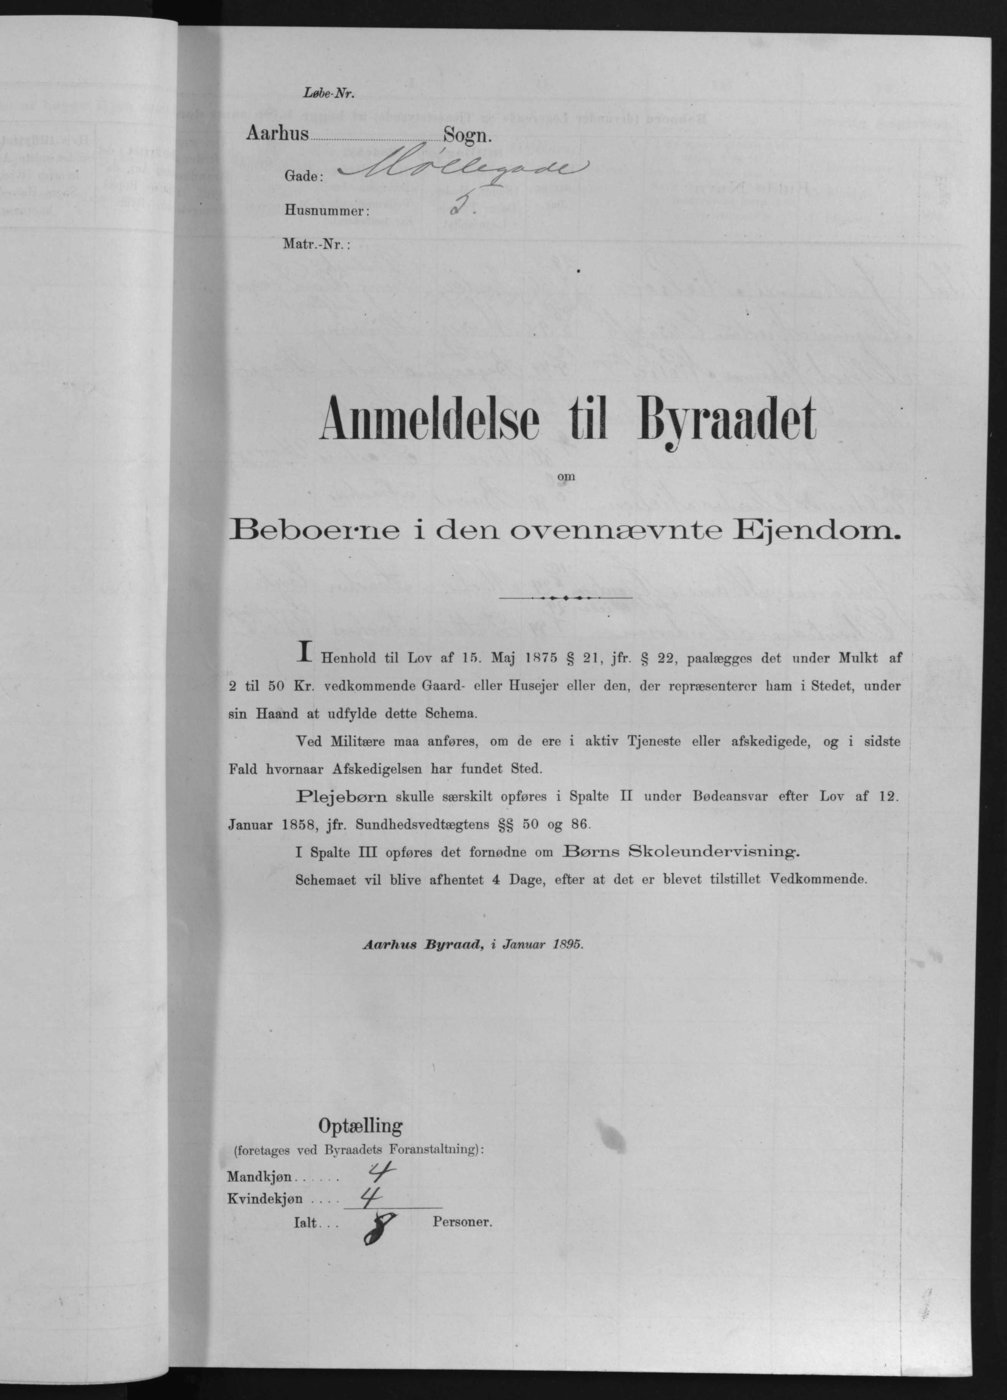 Løbe-Nr.
Aarhus Sogn.
Gade: Möllegade
Husnummer: 5.
Matr.-Nr.:
Anmeldelse til Byraadet
om
Beboerne i den ovennævnte Ejendom.
I Henhold til Lov af 15. Maj 1875 § 21, jfr. § 22, paalægges det under Mulkt af
2 til 50 Kr. vedkommende Gaard- eller Husejer eller den, der repræsenterer ham i Stedet, under
sin Haand at udfylde dette Schema.
Ved Militære maa anføres, om de ere i aktiv Tjeneste eller afskedigede, og i sidste
Fald hvornaar Afskedigelsen har fundet Sted.
Plejebørn skulle særskilt opføres i Spalte II under Bødeansvar efter Lov af 12.
Januar 1858, jfr. Sundhedsvedtægtens §§ 50 og 86.
I Spalte III opføres det fornødne om Børns Skoleundervisning.
Schemaet vil blive afhentet 4 Dage, efter at det er blevet tilstillet Vedkommende.
Aarhus Byraad, i Januar 1895.
Optælling
(foretages ved Byraadets Foranstaltning):
Mandkjøn...... 4
Kvindekjøn .... 4
Ialt... 8 Personer.